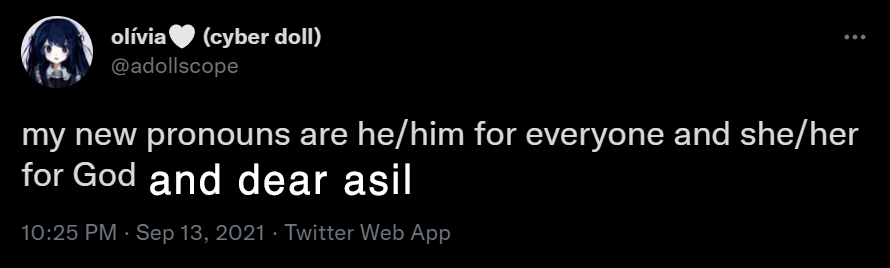 olívia🤍 (cyber doll)
@adollscope
my new pronouns are he/him for everyone and she/her
for God and dear asil
10:25 PM · Sep 13, 2021 · Twitter Web App